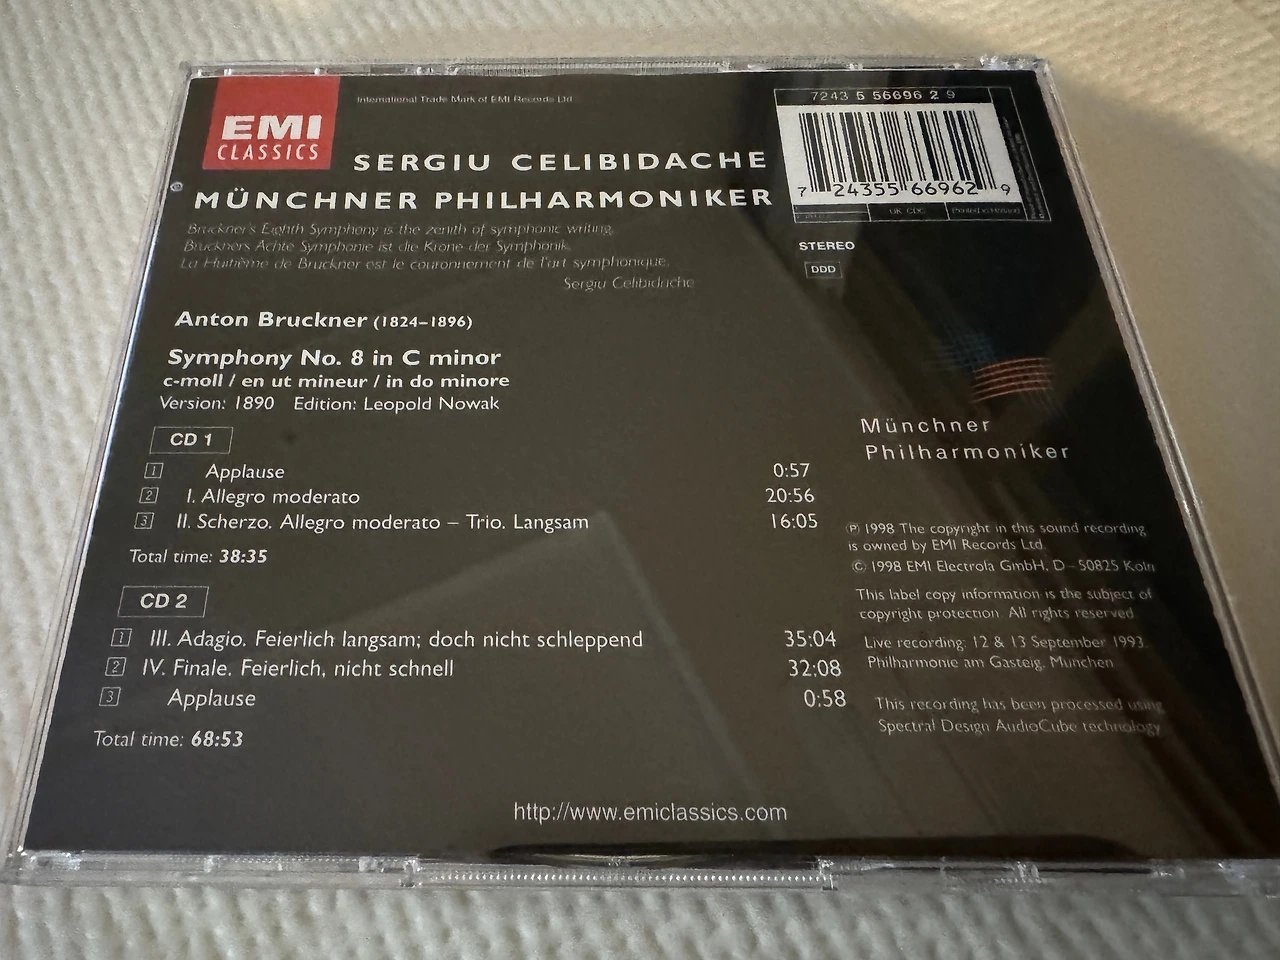 EMI
CLASSICS
International Trade Mark of EMI Records Ltd.
SERGIU CELIBIDACHE
MÜNCHNER PHILHARMONIKER
Bruckner's Eighth Symphony is the zenith of symphonic writing.
Bruckners Achte Symphonie ist die Krone der Symphonik.
La Huitième de Bruckner est le couronnement de l'art symphonique.
Sergiu Celibidache
7243 5 56696 2 9
7 24355 66962 9
UK: CDC
Printed in Holland
STEREO
DDD
Anton Bruckner (1824–1896)
Symphony No. 8 in C minor
c-moll / en ut mineur / in do minore
Version: 1890 Edition: Leopold Nowak
CD 1
1 Applause 0:57
2 I. Allegro moderato 20:56
3 II. Scherzo. Allegro moderato – Trio. Langsam 16:05
Total time: 38:35
CD 2
1 III. Adagio. Feierlich langsam; doch nicht schleppend 35:04
2 IV. Finale. Feierlich, nicht schnell 32:08
3 Applause 0:58
Total time: 68:53
Münchner
Philharmoniker
℗ 1998 The copyright in this sound recording
is owned by EMI Records Ltd.
© 1998 EMI Electrola GmbH, D–50825 Köln
This label copy information is the subject of
copyright protection. All rights reserved
Live recording: 12 & 13 September 1993.
Philharmonie am Gasteig, München
This recording has been processed using
Spectral Design AudioCube technology
http://www.emiclassics.com